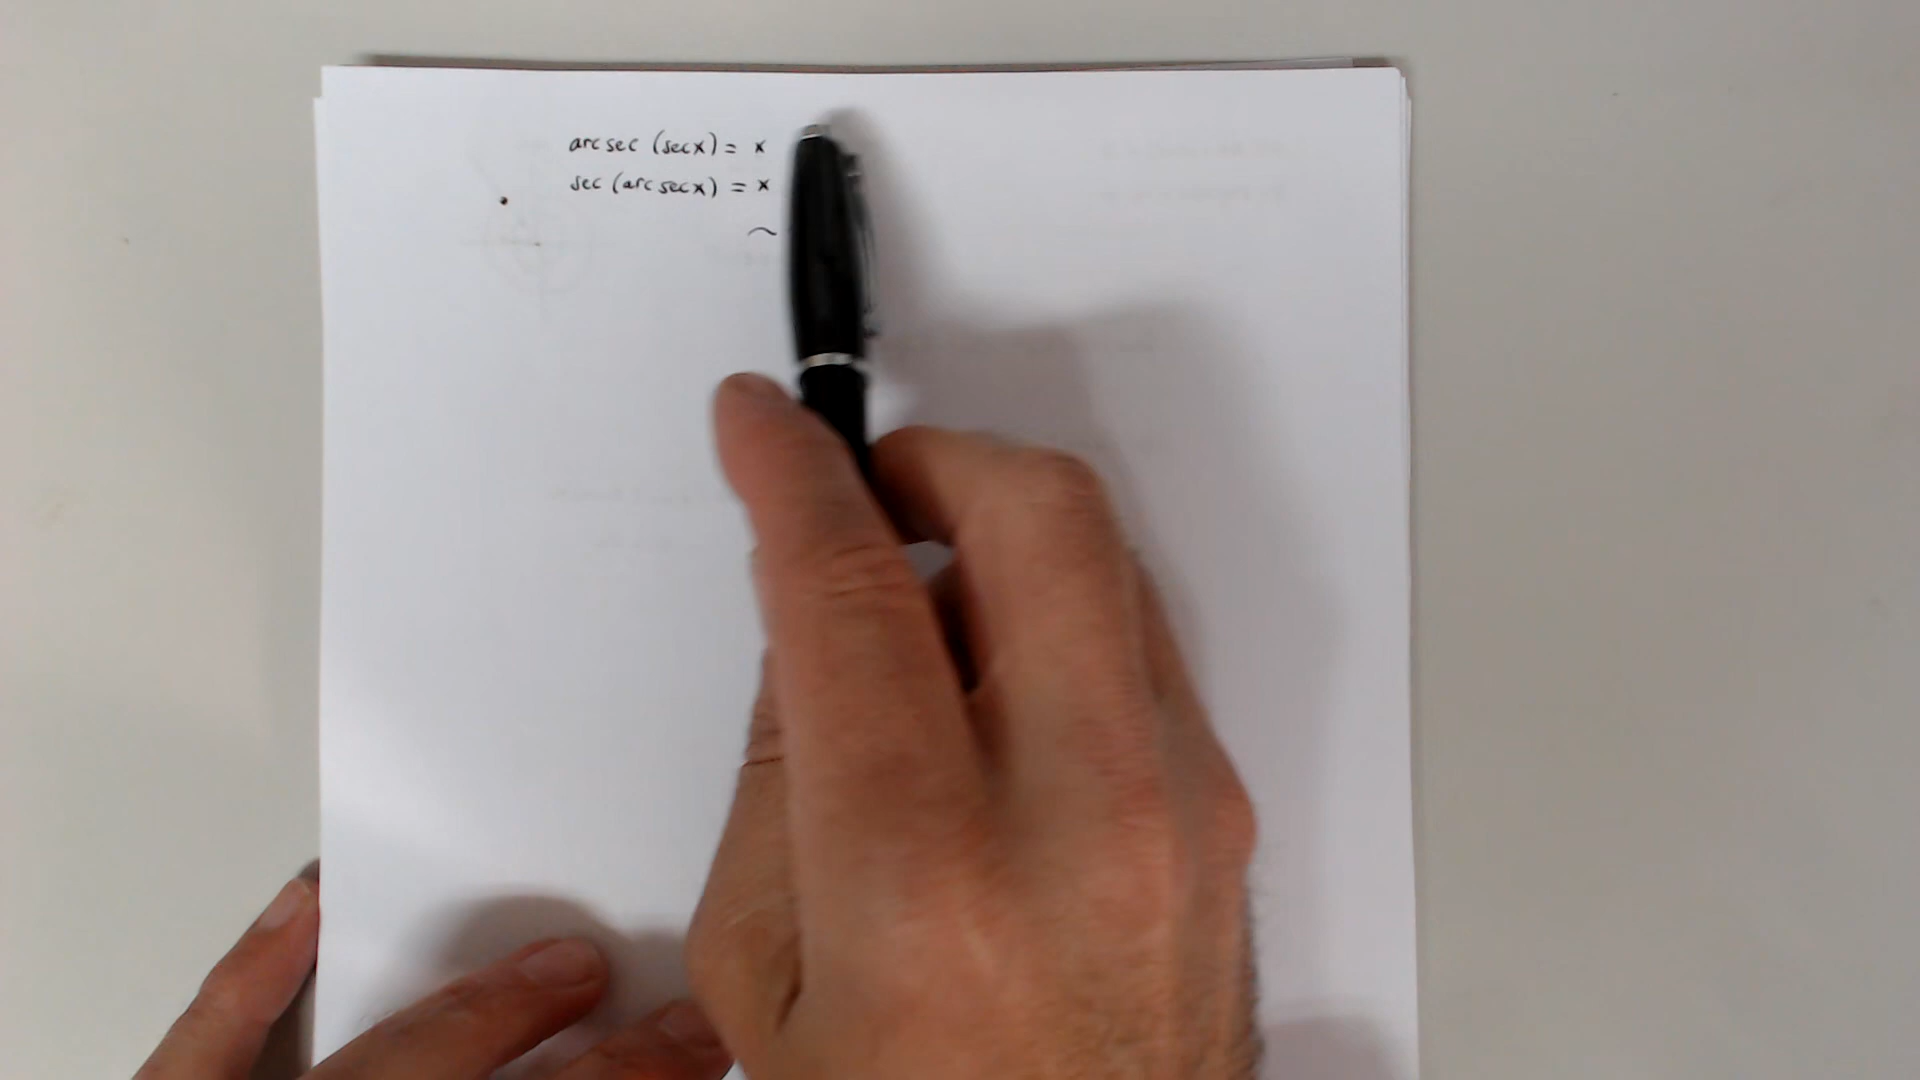 arcsec (secx) = x
sec (arcsecx) = x
~